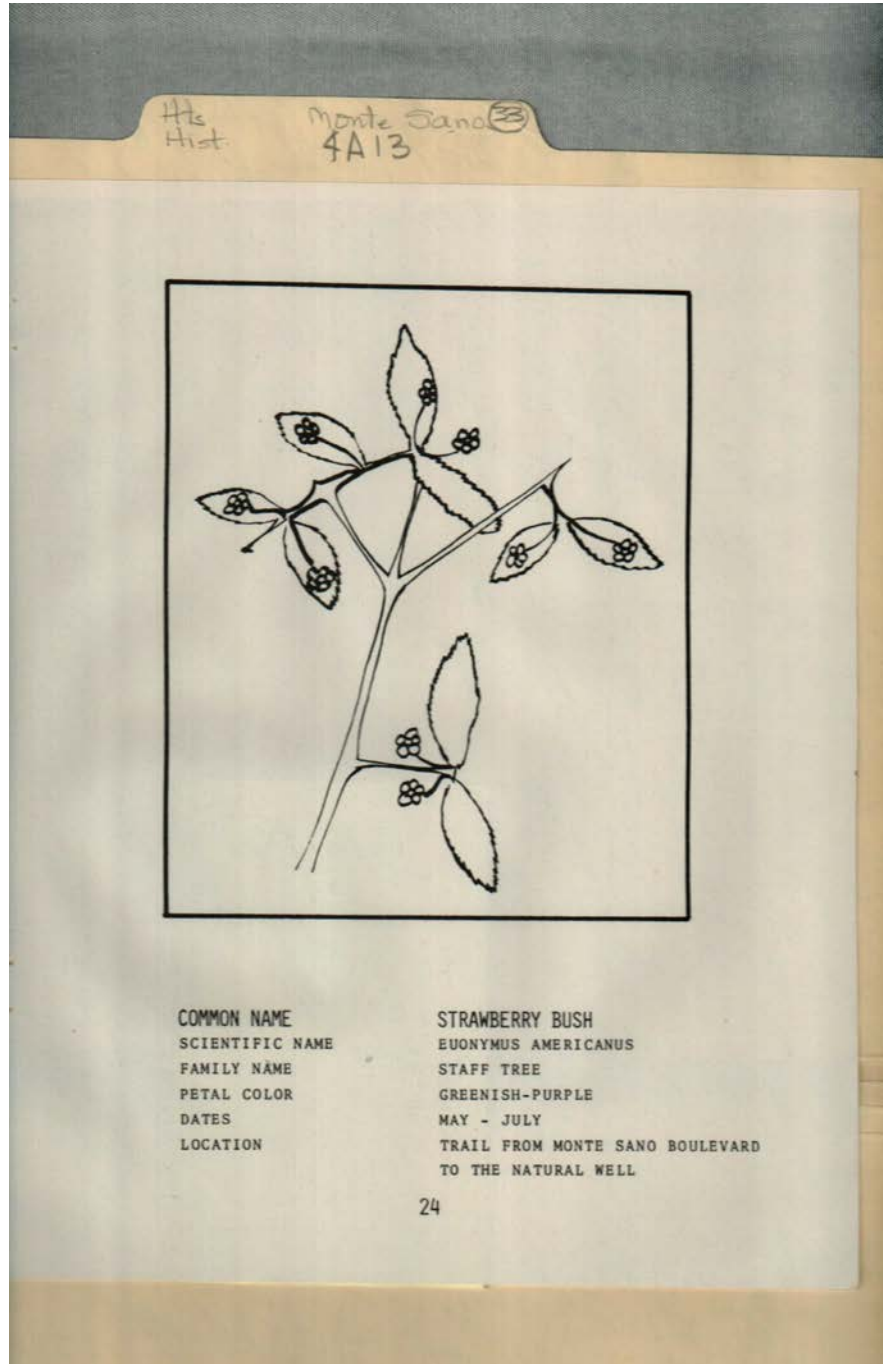 Hts Monte Sano 33
Hist. 4A13
COMMON NAME STRAWBERRY BUSH
SCIENTIFIC NAME EUONYMUS AMERICANUS
FAMILY NAME STAFF TREE
PETAL COLOR GREENISH-PURPLE
DATES MAY - JULY
LOCATION TRAIL FROM MONTE SANO BOULEVARD
TO THE NATURAL WELL
24